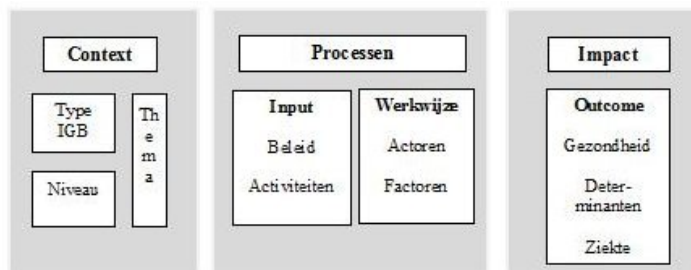 Context
Type
IGB
Niveau
Th
e
m
a
Processen
Input
Beleid
Activiteiten
Werkwijze
Actoren
Factoren
Impact
Outcome
Gezondheid
Deter-
minanten
Ziekte